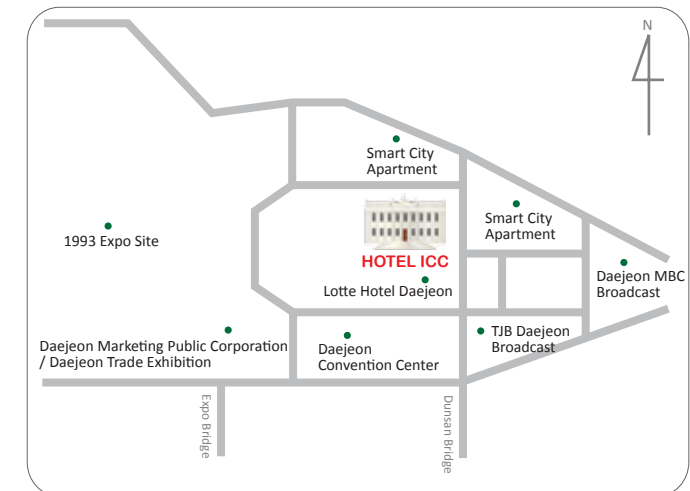 N
Smart City
Apartment
Smart City
Apartment
1993 Expo Site
HOTEL ICC
Daejeon MBC
Broadcast
Lotte Hotel Daejeon
Daejeon Marketing Public Corporation
/ Daejeon Trade Exhibition
Daejeon
Convention Center
TJB Daejeon
Broadcast
Expo Bridge
Dunsan Bridge